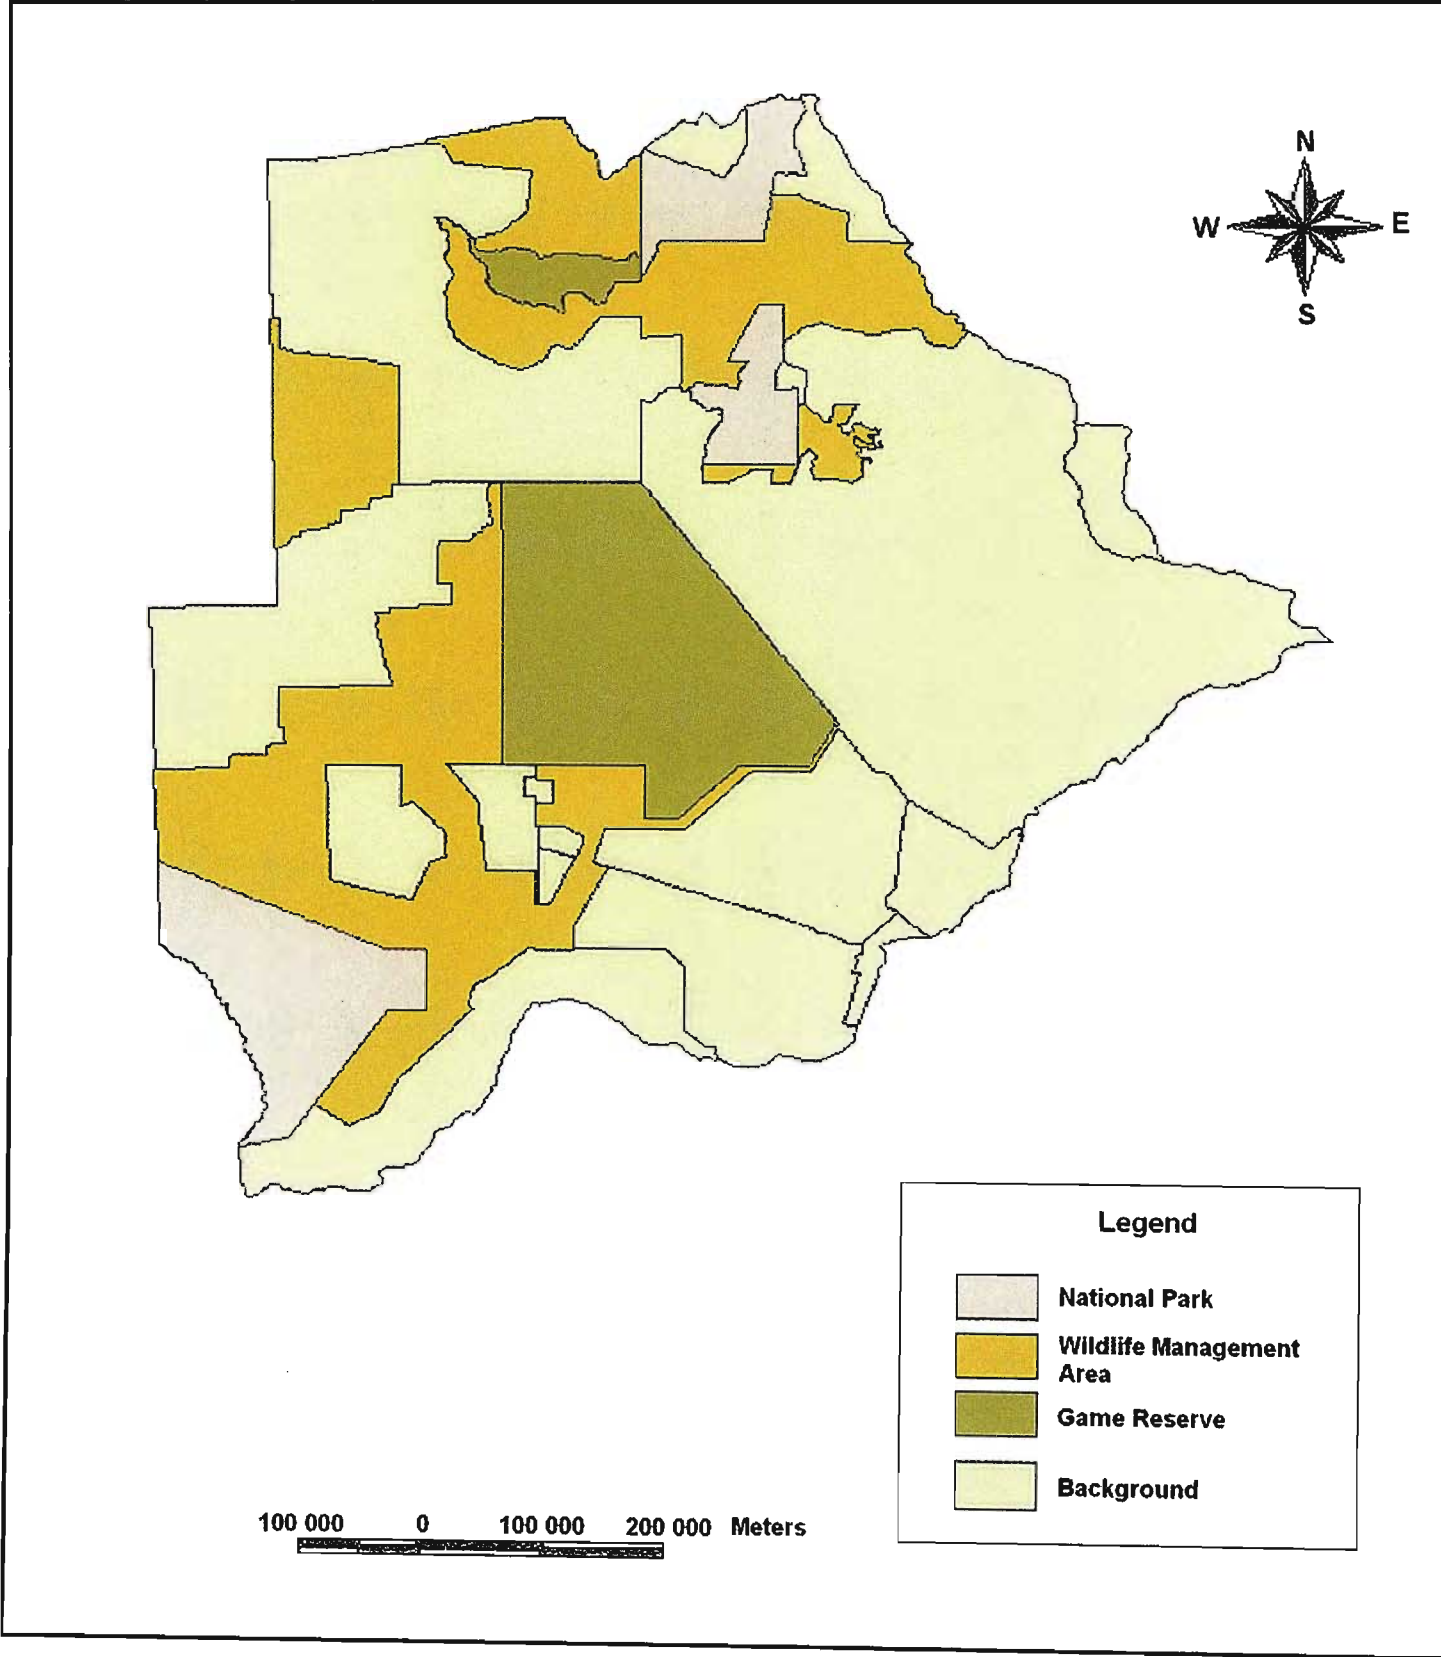 N
W
E
S
Legend
National Park
Wildlife Management
Area
Game Reserve
Background
100 000 0 100 000 200 000 Meters